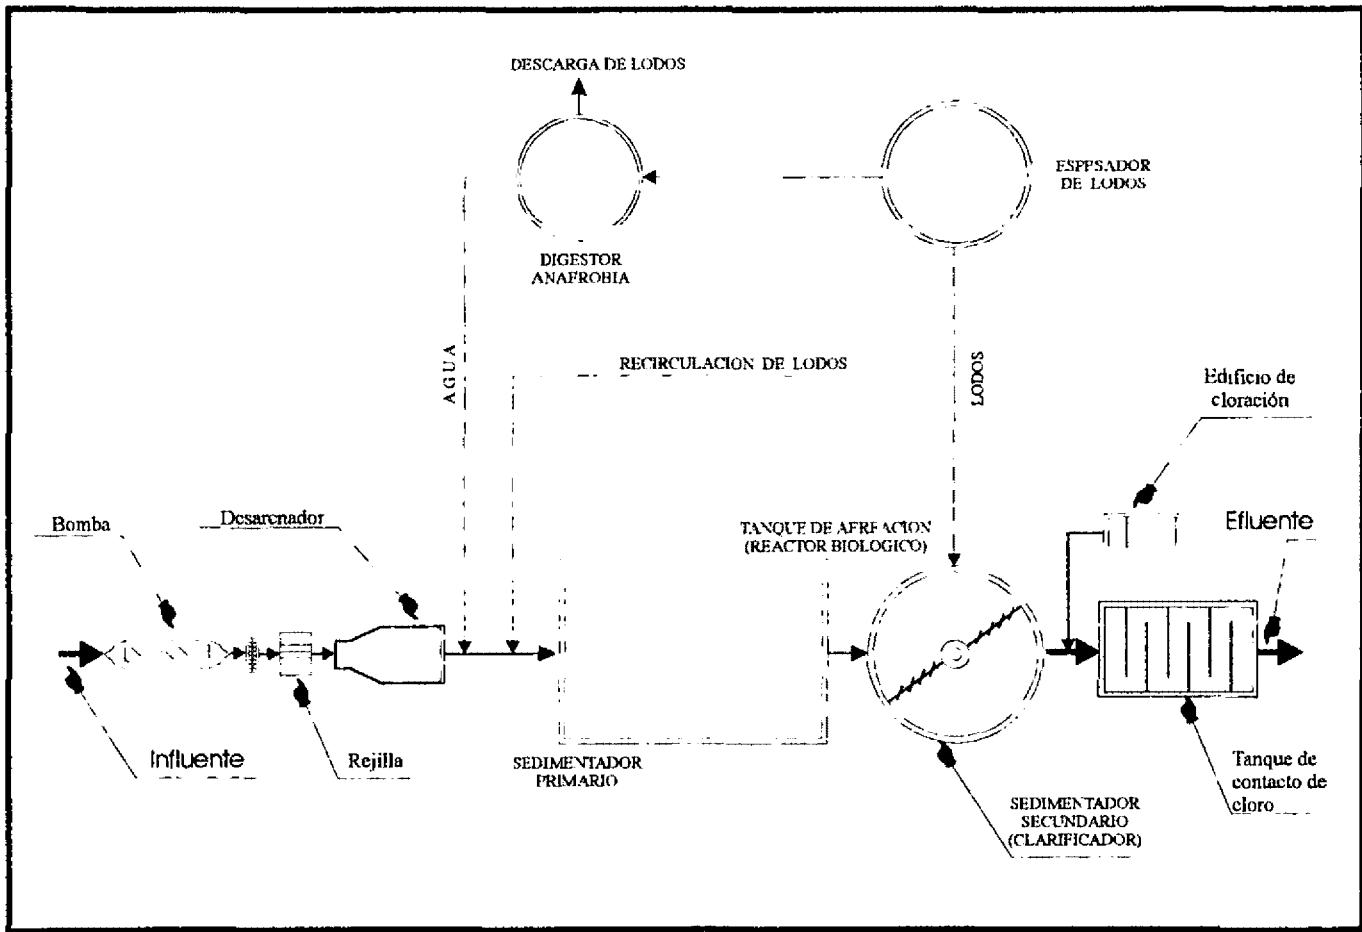 DESCARGA DE LODOS
ESPPSADOR
DE LODOS
DIGESTOR
ANAFROBIA
AGUA
RECIRCULACION DE LODOS
LODOS
Edificio de
cloración
Bomba
Desarenador
TANQUE DE AFREACION
(REACTOR BIOLOGICO)
Efluente
Influente
Rejilla
SEDIMENTADOR
PRIMARIO
Tanque de
contacto de
cloro
SEDIMENTADOR
SECUNDARIO
(CLARIFICADOR)